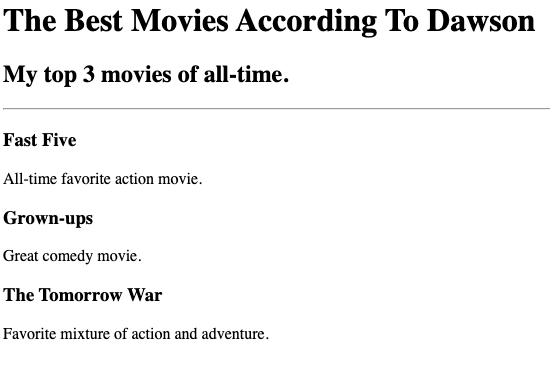 The Best Movies According To Dawson
My top 3 movies of all-time.
Fast Five
All-time favorite action movie.
Grown-ups
Great comedy movie.
The Tomorrow War
Favorite mixture of action and adventure.